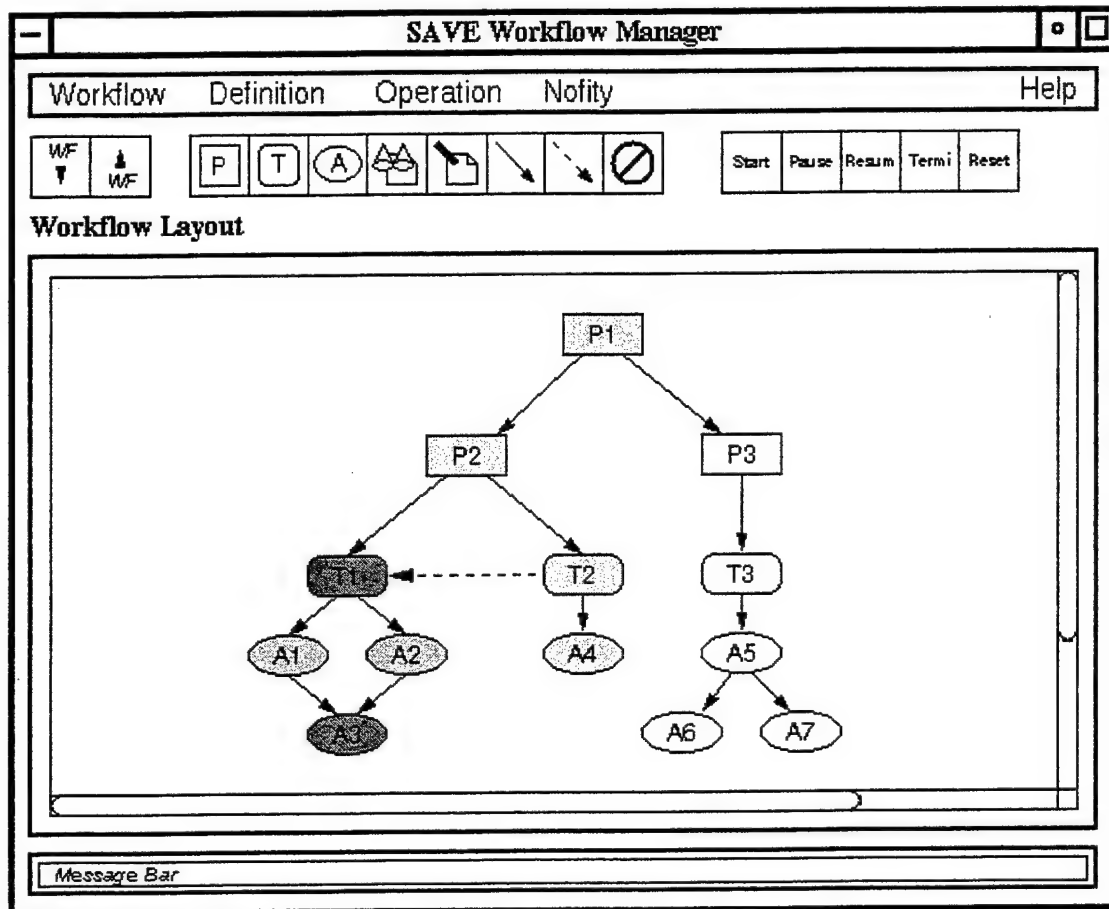 SAVE Workflow Manager
Workflow Definition Operation Nofity Help
WF WF P T A Start Pause Resum Termi Reset
Workflow Layout
P1
P2 P3
T1 T2 T3
A1 A2 A4 A5
A3 A6 A7
Message Bar